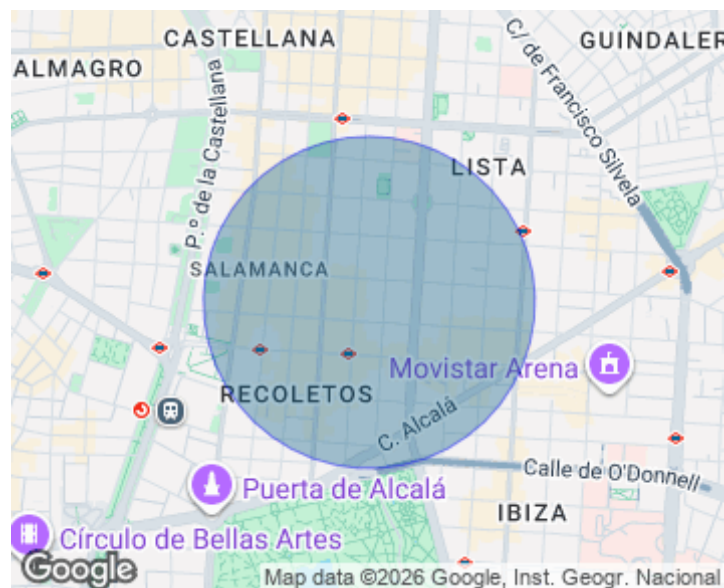 CASTELLANA
GUINDALER
ALMAGRO
C/ de Francisco Silvela
P.º de la Castellana
LISTA
SALAMANCA
Movistar Arena
RECOLETOS
C. Alcalá
Calle de O'Donnell
Puerta de Alcalá
IBIZA
Círculo de Bellas Artes
Google
Map data ©2026 Google, Inst. Geogr. Nacional